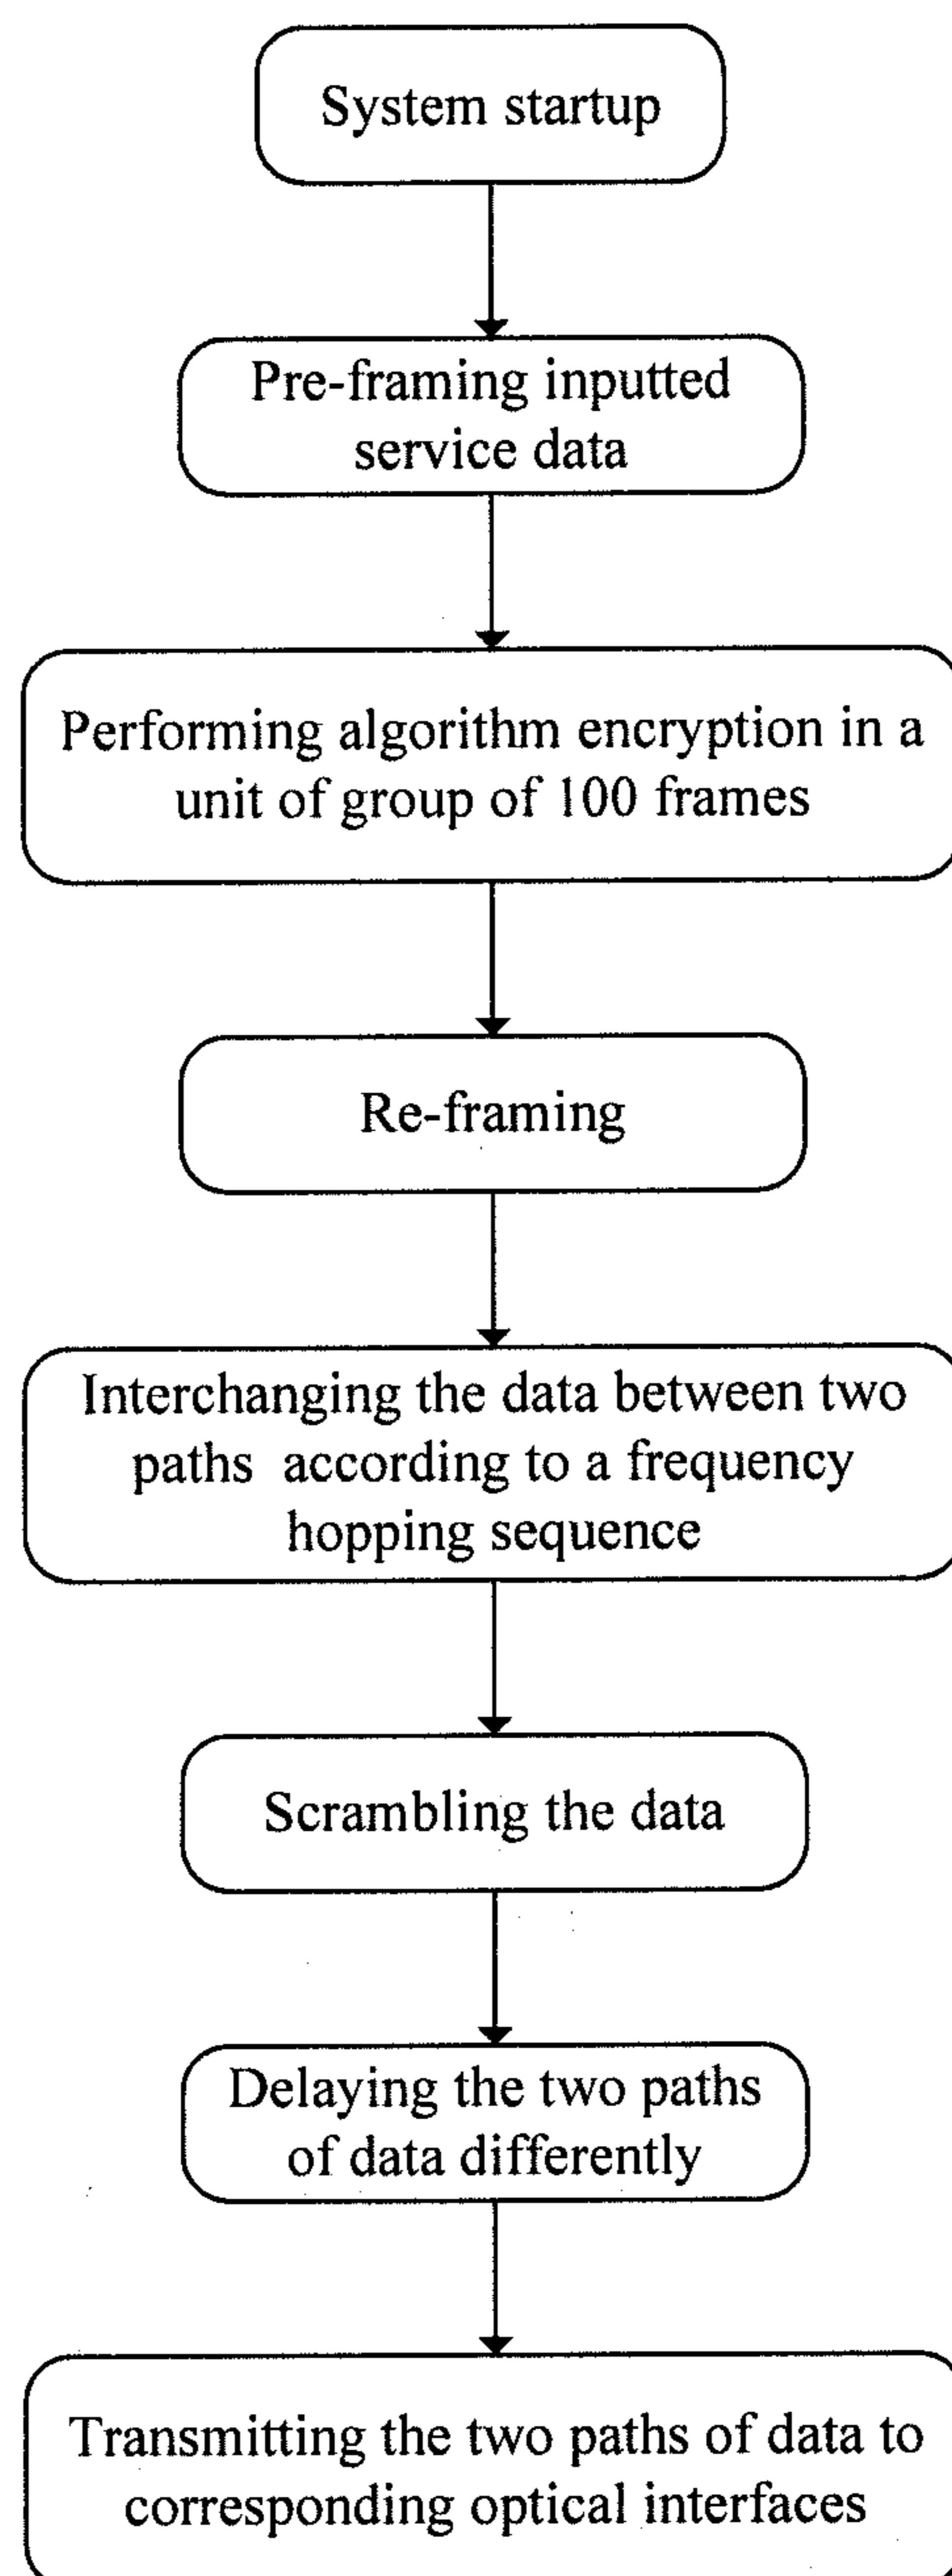 System startup
Pre-framing inputted
service data
Performing algorithm encryption in a
unit of group of 100 frames
Re-framing
Interchanging the data between two
paths according to a frequency
hopping sequence
Scrambling the data
Delaying the two paths
of data differently
Transmitting the two paths of data to
corresponding optical interfaces